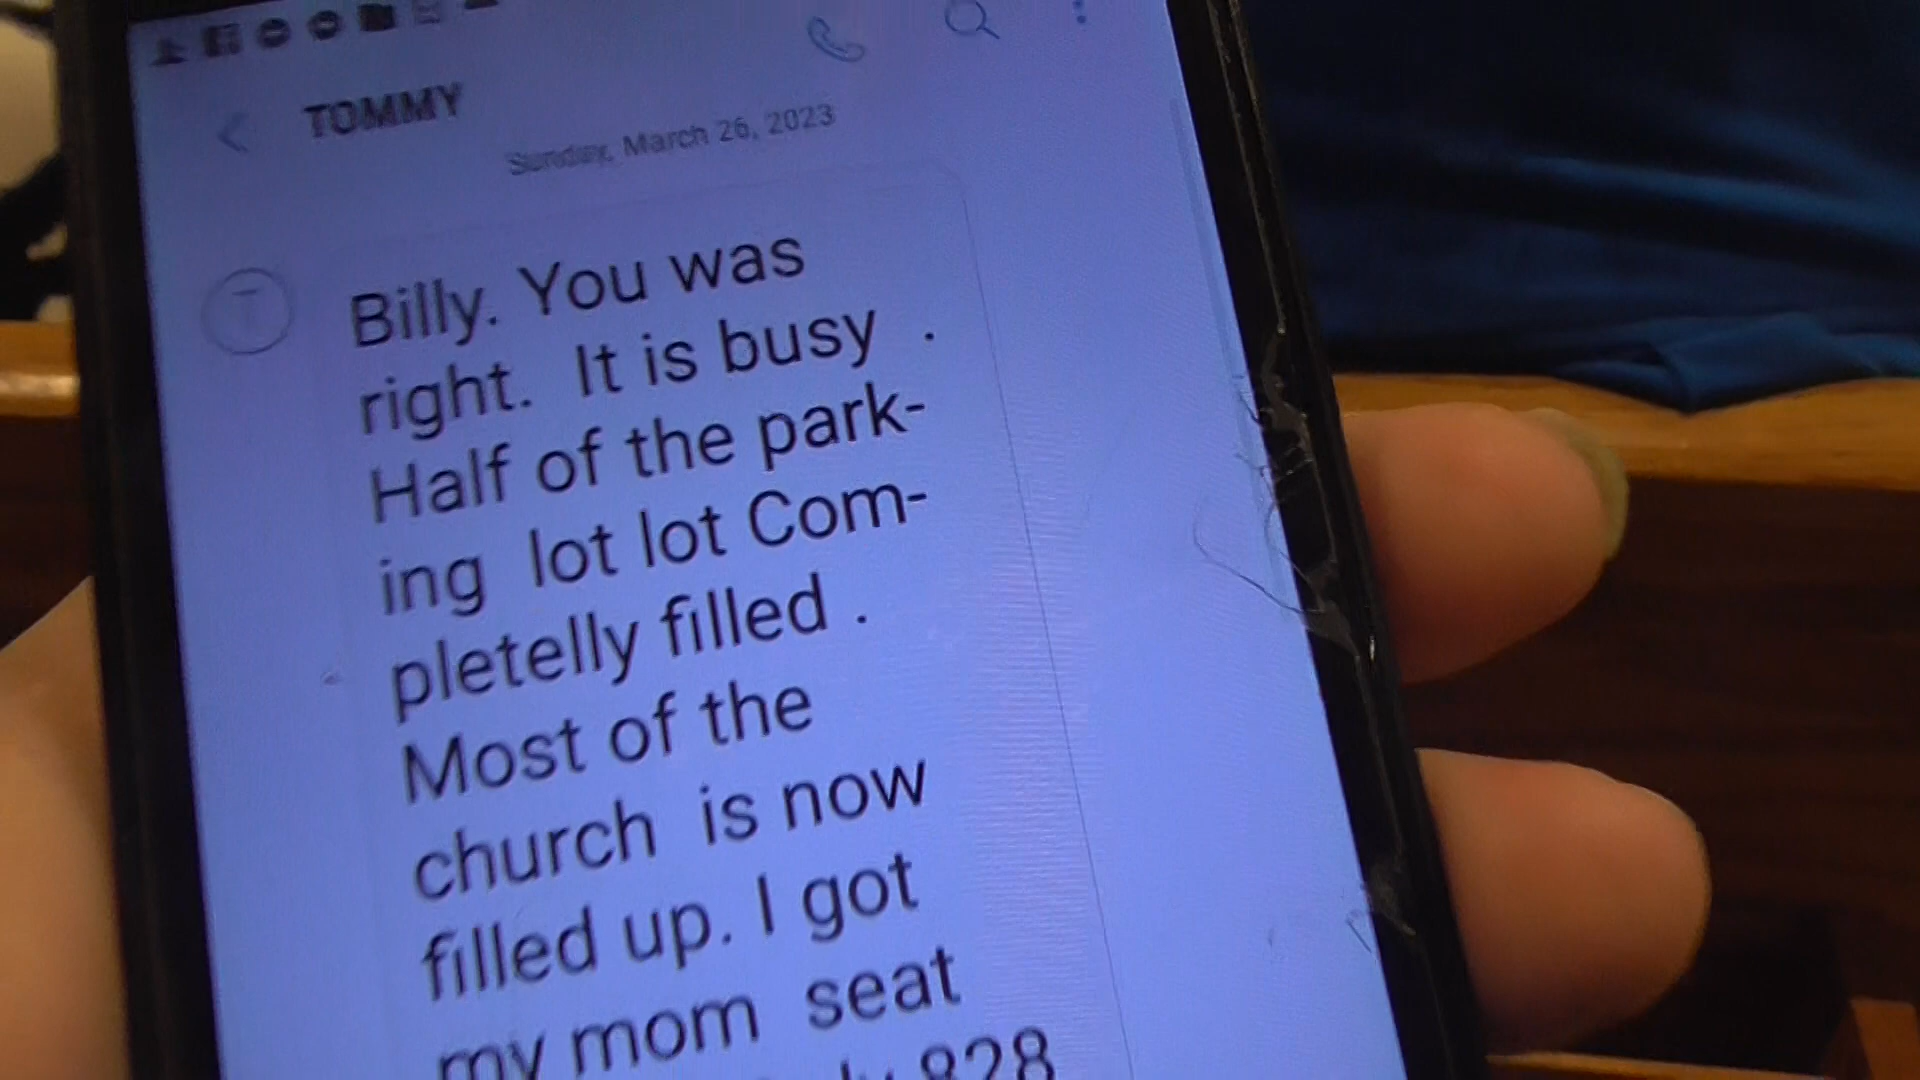 TOMMY
Sunday, March 26, 2023
T
Billy. You was
right.  It is busy  .
Half of the park-
ing  lot lot Com-
pletelly filled .
Most of the
church  is now
filled up. I got
my mom  seat
828